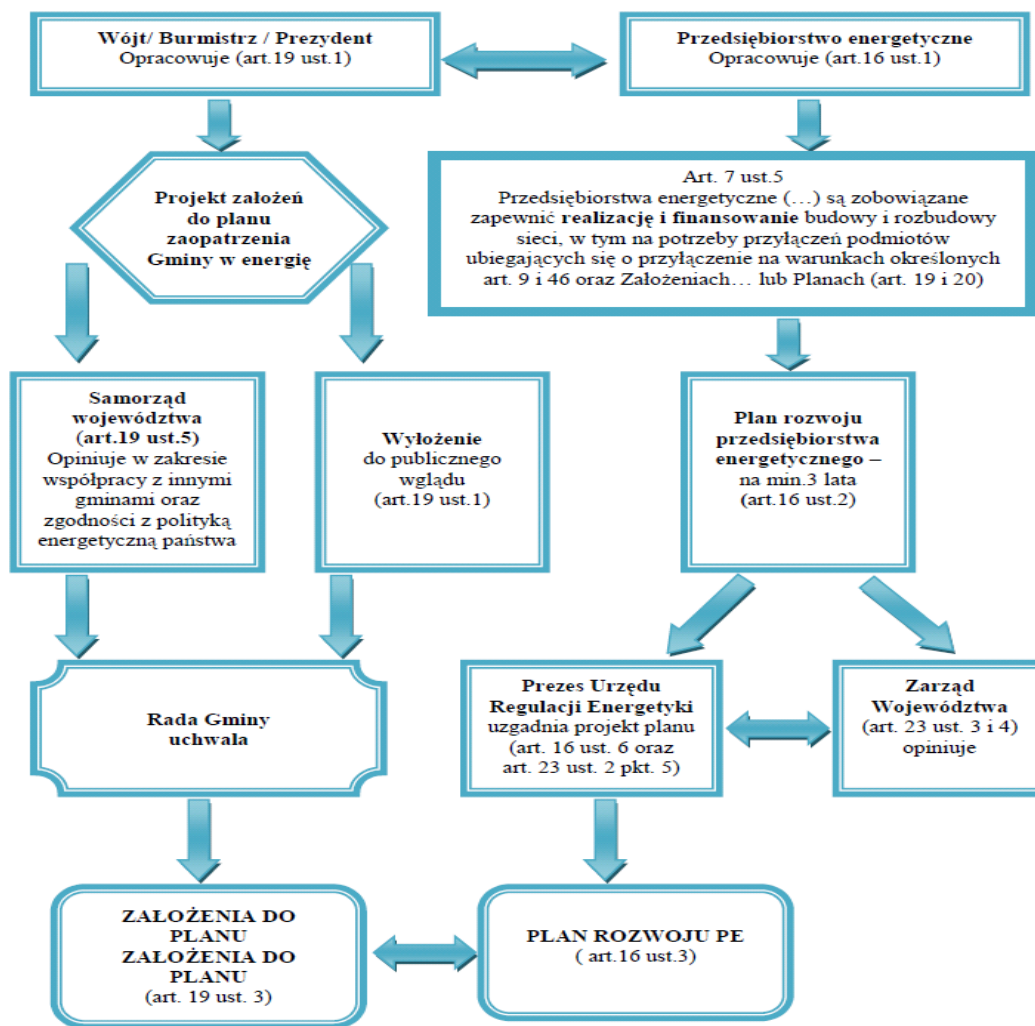 Wójt/ Burmistrz / Prezydent
Opracowuje (art.19 ust.1)
Przedsiębiorstwo energetyczne
Opracowuje (art.16 ust.1)
Projekt założeń
do planu
zaopatrzenia
Gminy w energię
Art. 7 ust.5
Przedsiębiorstwa energetyczne (…) są zobowiązane
zapewnić realizację i finansowanie budowy i rozbudowy
sieci, w tym na potrzeby przyłączeń podmiotów
ubiegających się o przyłączenie na warunkach określonych
art. 9 i 46 oraz Założeniach… lub Planach (art. 19 i 20)
Samorząd
województwa
(art.19 ust.5)
Opiniuje w zakresie
współpracy z innymi
gminami oraz
zgodności z polityką
energetyczną państwa
Wyłożenie
do publicznego
wglądu
(art.19 ust.1)
Plan rozwoju
przedsiębiorstwa
energetycznego –
na min.3 lata
(art.16 ust.2)
Rada Gminy
uchwala
Prezes Urzędu
Regulacji Energetyki
uzgadnia projekt planu
(art. 16 ust. 6 oraz
art. 23 ust. 2 pkt. 5)
Zarząd
Województwa
(art. 23 ust. 3 i 4)
opiniuje
ZAŁOŻENIA DO
PLANU
ZAŁOŻENIA DO
PLANU
(art. 19 ust. 3)
PLAN ROZWOJU PE
( art.16 ust.3)